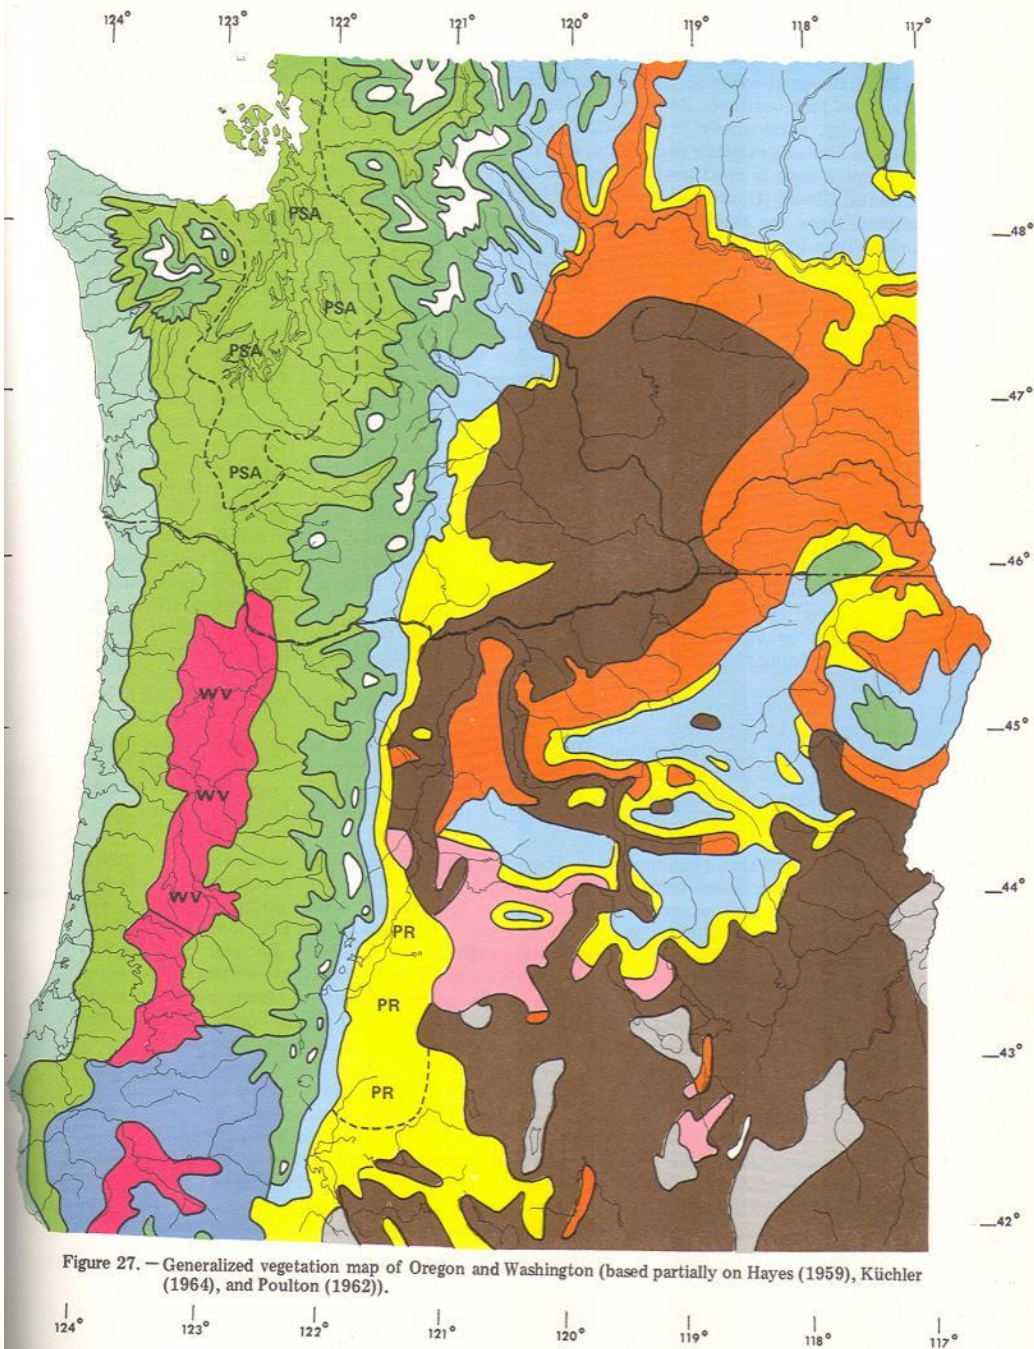 124° 123° 122° 121° 120° 119° 118° 117°
PSA
48°
PSA
PSA
47°
PSA
46°
WV
45°
WV
WV
44°
PR
PR
43°
PR
42°
Figure 27. — Generalized vegetation map of Oregon and Washington (based partially on Hayes (1959), Küchler
(1964), and Poulton (1962)).
124° 123° 122° 121° 120° 119° 118° 117°